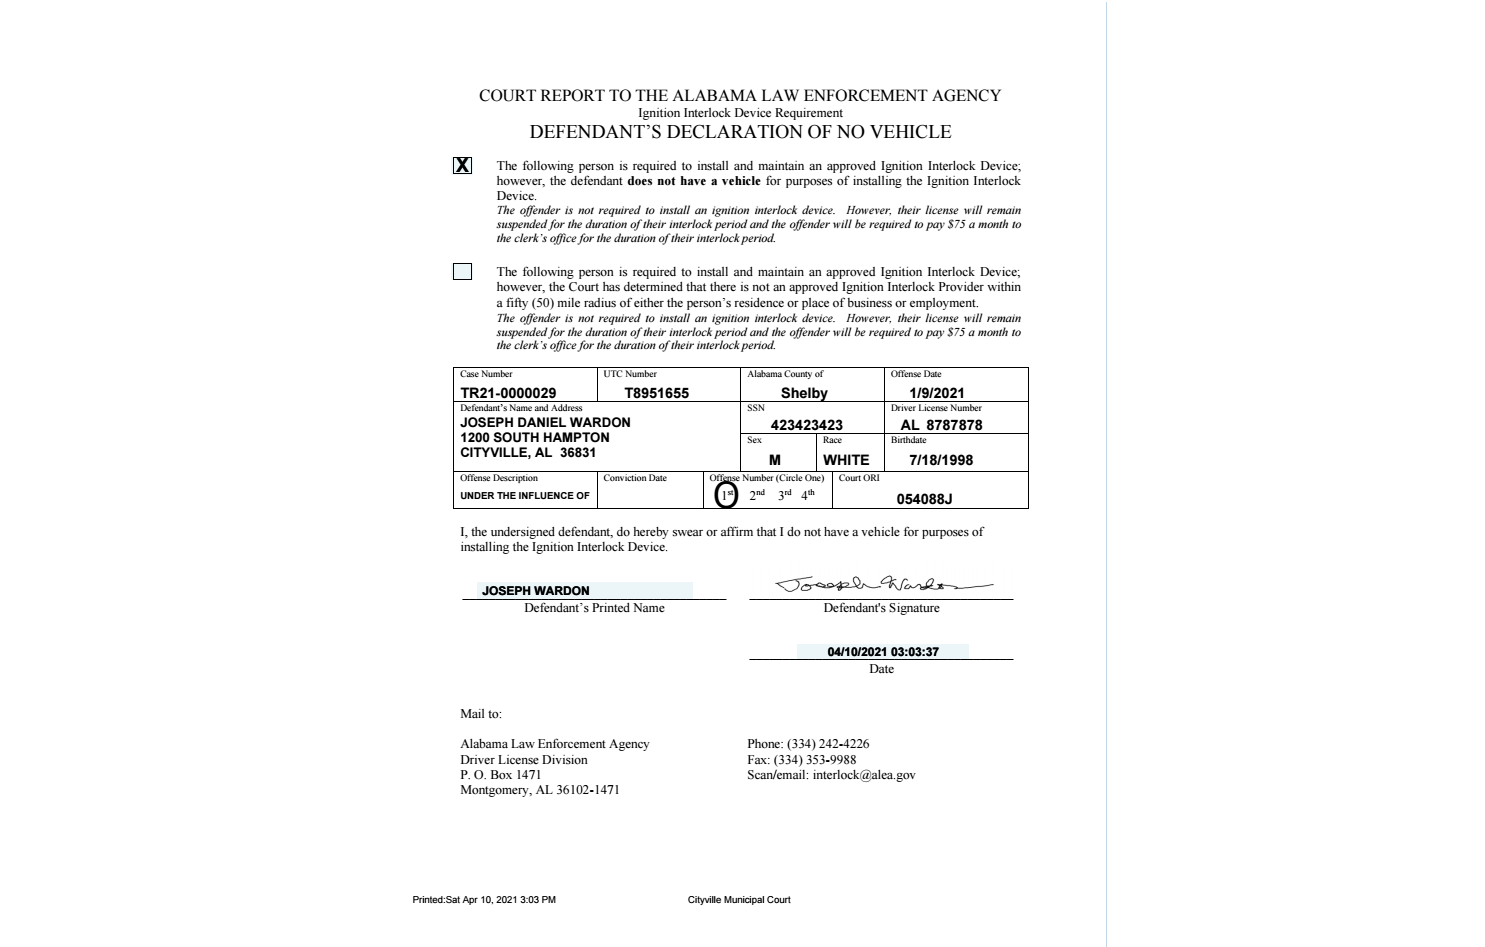 COURT REPORT TO THE ALABAMA LAW ENFORCEMENT AGENCY
Ignition Interlock Device Requirement
DEFENDANT'S DECLARATION OF NO VEHICLE
X
The following person is required to install and maintain an approved Ignition Interlock Device;
however, the defendant does not have a vehicle for purposes of installing the Ignition Interlock
Device.
The offender is not required to install an ignition interlock device. However, their license will remain
suspended for the duration of their interlock period and the offender will be required to pay $75 a month to
the clerk's office for the duration of their interlock period.
The following person is required to install and maintain an approved Ignition Interlock Device;
however, the Court has determined that there is not an approved Ignition Interlock Provider within
a fifty (50) mile radius of either the person's residence or place of business or employment.
The offender is not required to install an ignition interlock device. However, their license will remain
suspended for the duration of their interlock period and the offender will be required to pay $75 a month to
the clerk's office for the duration of their interlock period.
Case Number UTC Number Alabama County of Offense Date
TR21-0000029 T8951655 Shelby 1/9/2021
Defendant's Name and Address SSN Driver License Number
JOSEPH DANIEL WARDON 423423423 AL 8787878
1200 SOUTH HAMPTON Sex Race Birthdate
CITYVILLE, AL 36831 M WHITE 7/18/1998
Offense Description Conviction Date Offense Number (Circle One) Court ORI
UNDER THE INFLUENCE OF 1st 2nd 3rd 4th 054088J
I, the undersigned defendant, do hereby swear or affirm that I do not have a vehicle for purposes of
installing the Ignition Interlock Device.
JOSEPH WARDON Joseph Wardon
Defendant's Printed Name Defendant's Signature
04/10/2021 03:03:37
Date
Mail to:
Alabama Law Enforcement Agency Phone: (334) 242-4226
Driver License Division Fax: (334) 353-9988
P. O. Box 1471 Scan/email: interlock@alea.gov
Montgomery, AL 36102-1471
Printed:Sat Apr 10, 2021 3:03 PM Cityville Municipal Court